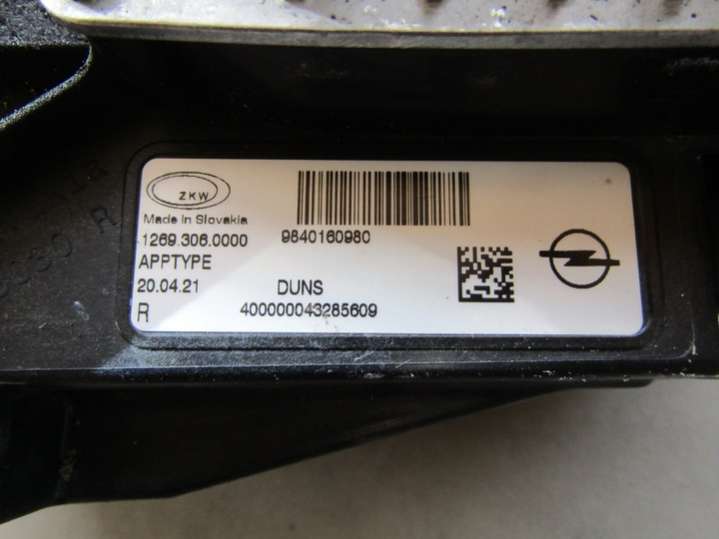 ZKW
Made in Slovakia
1269.306.0000 9840160980
APPTYPE
20.04.21 DUNS
R 400000043285609
R